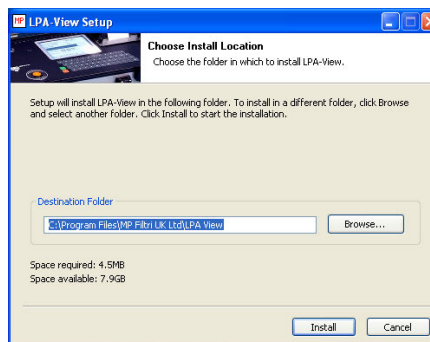 MP LPA-View Setup
Choose Install Location
Choose the folder in which to install LPA-View.
Setup will install LPA-View in the following folder. To install in a different folder, click Browse
and select another folder. Click Install to start the installation.
Destination Folder
C:\Program Files\MP Filtri UK Ltd\LPA View
Browse...
Space required: 4.5MB
Space available: 7.9GB
Install Cancel